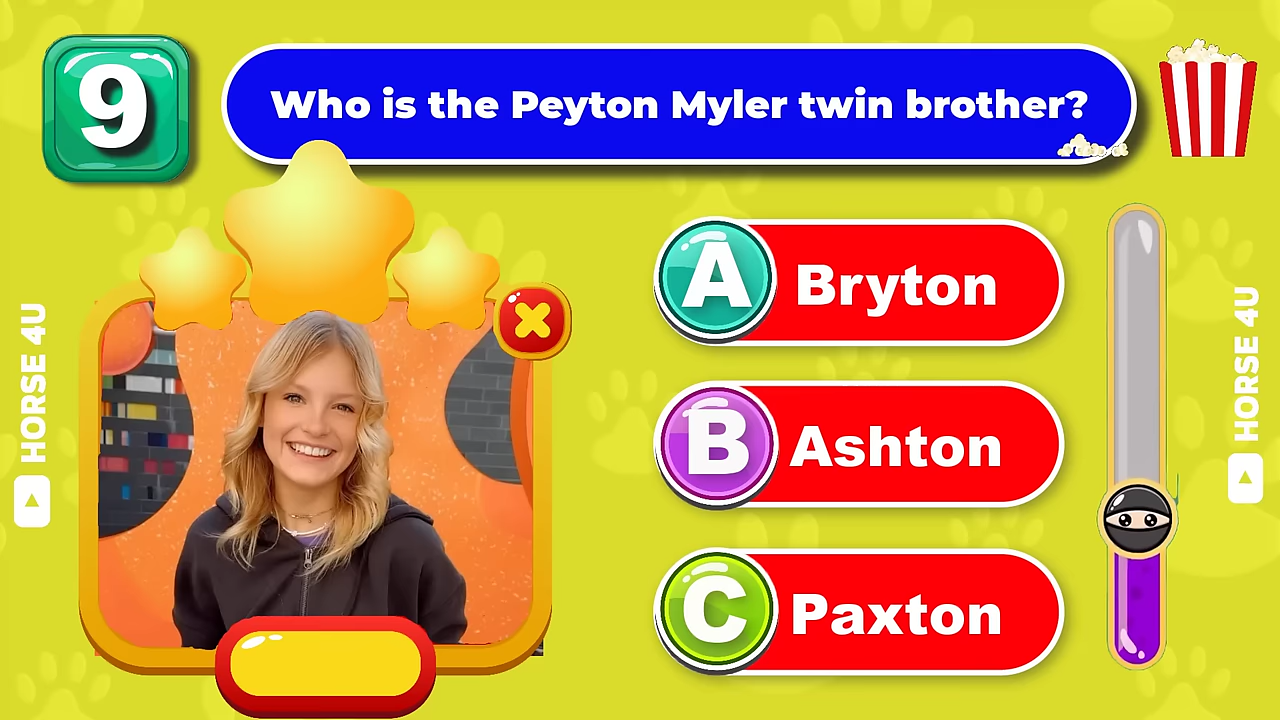 9
Who is the Peyton Myler twin brother?
A
Bryton
B
Ashton
C
Paxton
HORSE 4U
HORSE 4U